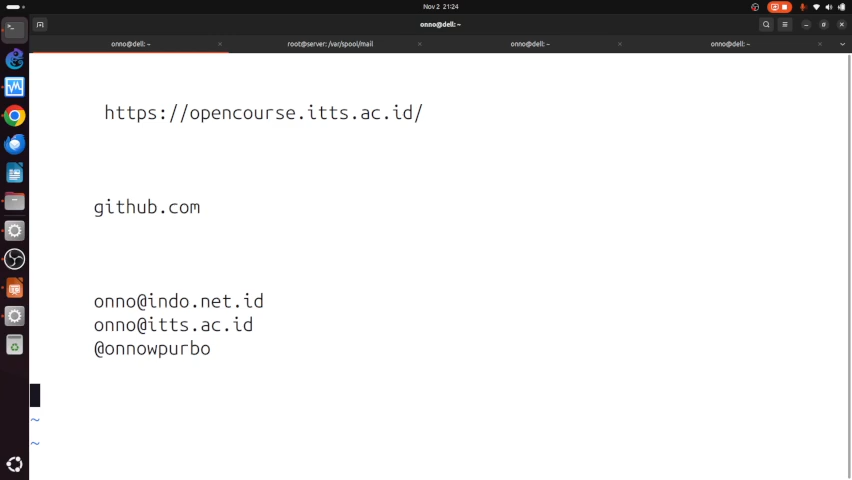 Nov 2 21:24
onno@dell: ~
onno@dell: ~
root@server: /var/spool/mail
onno@dell: ~
onno@dell: ~
https://opencourse.itts.ac.id/
github.com
onno@indo.net.id
onno@itts.ac.id
@onnowpurbo
~
~